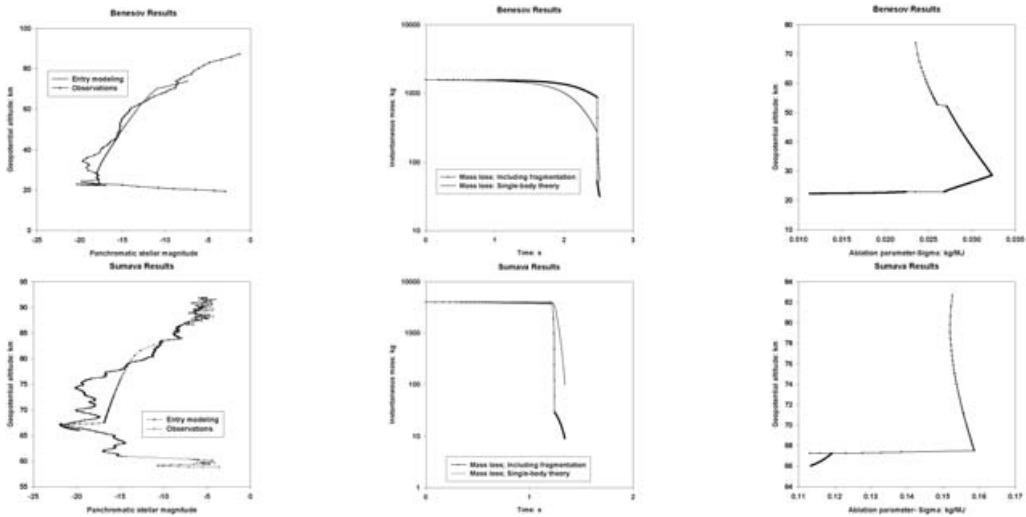 Benesov Results
Geopotential altitude: km
100
80
60
40
20
0
Entry modeling
Observations
-25
-20
-15
-10
-5
0
Panchromatic stellar magnitude
Benesov Results
Instantaneous mass: kg
10000
1000
100
10
Mass loss; Including fragmentation
Mass loss: Single-body theory
0
1
2
3
Time: s
Benesov Results
Geopotential altitude: km
80
70
60
50
40
30
20
10
0.010
0.015
0.020
0.025
0.030
0.035
Ablation parameter-Sigma: kg/MJ
Sumava Results
Geopotential altitude: km
95
90
85
80
75
70
65
60
55
Entry modeling
Observations
-25
-20
-15
-10
-5
0
Panchromatic stellar magnitude
Sumava Results
Instantaneous mass: kg
10000
1000
100
10
1
Mass loss; Including fragmentation
Mass loss; Single-body theory
0
1
2
Time: s
Sumava Results
Geopotential altitude: km
84
82
80
78
76
74
72
70
68
66
64
0.11
0.12
0.13
0.14
0.15
0.16
0.17
Ablation parameter- Sigma: kg/MJ